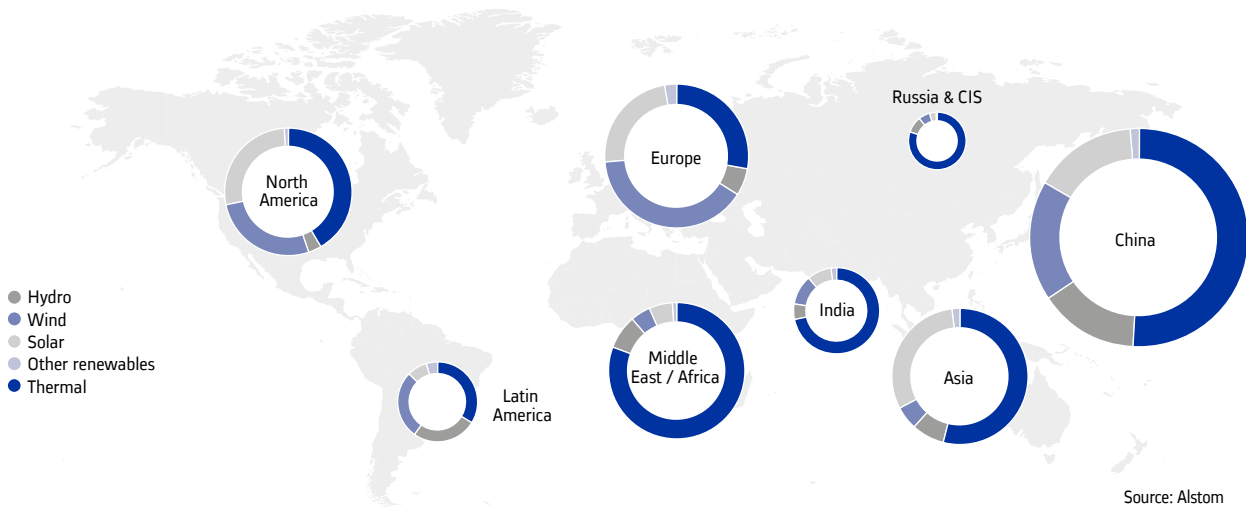 Russia & CIS
Europe
North
America
China
Hydro
Wind
Solar
Other renewables
Thermal
India
Middle
East / Africa
Asia
Latin
America
Source: Alstom